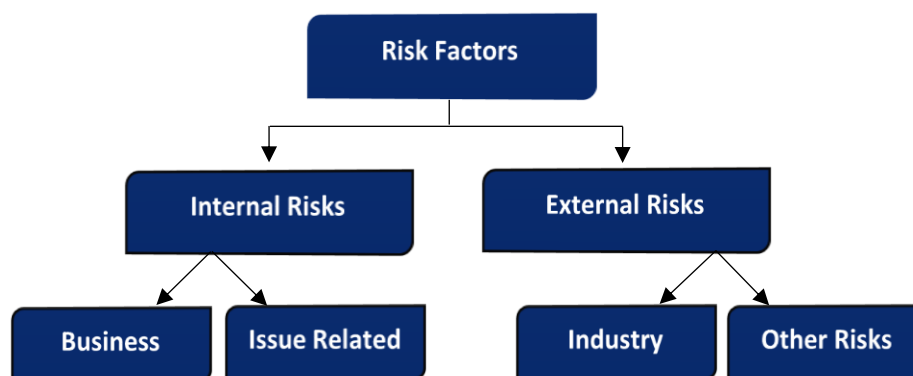 Risk Factors
Internal Risks
External Risks
Business
Issue Related
Industry
Other Risks